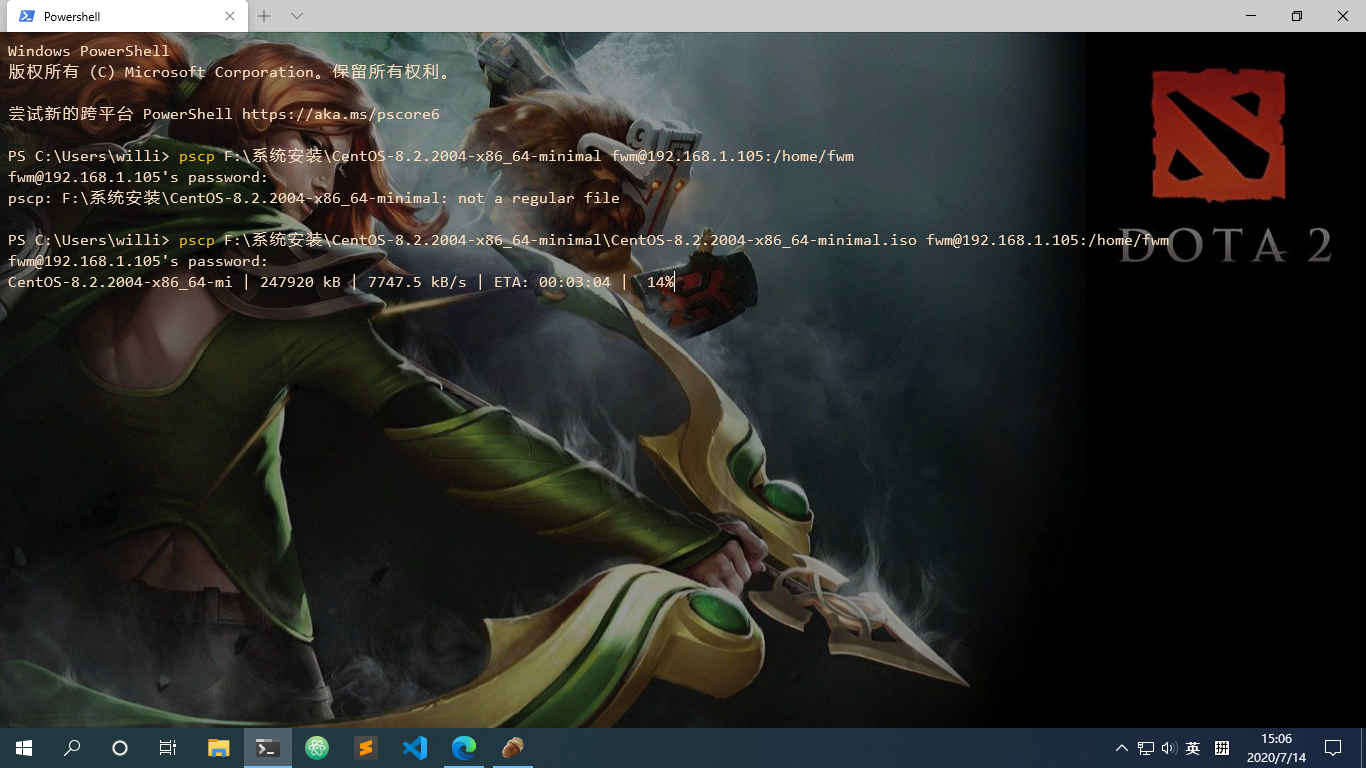 Powershell
Windows PowerShell
版权所有 (C) Microsoft Corporation。保留所有权利。
尝试新的跨平台 PowerShell https://aka.ms/pscore6
PS C:\Users\willi> pscp F:\系统安装\CentOS-8.2.2004-x86_64-minimal fwm@192.168.1.105:/home/fwm
fwm@192.168.1.105's password:
pscp: F:\系统安装\CentOS-8.2.2004-x86_64-minimal: not a regular file
PS C:\Users\willi> pscp F:\系统安装\CentOS-8.2.2004-x86_64-minimal\CentOS-8.2.2004-x86_64-minimal.iso fwm@192.168.1.105:/home/fwm
fwm@192.168.1.105's password:
CentOS-8.2.2004-x86_64-mi | 247920 kB | 7747.5 kB/s | ETA: 00:03:04 |  14%
DOTA 2
英
拼
15:06
2020/7/14